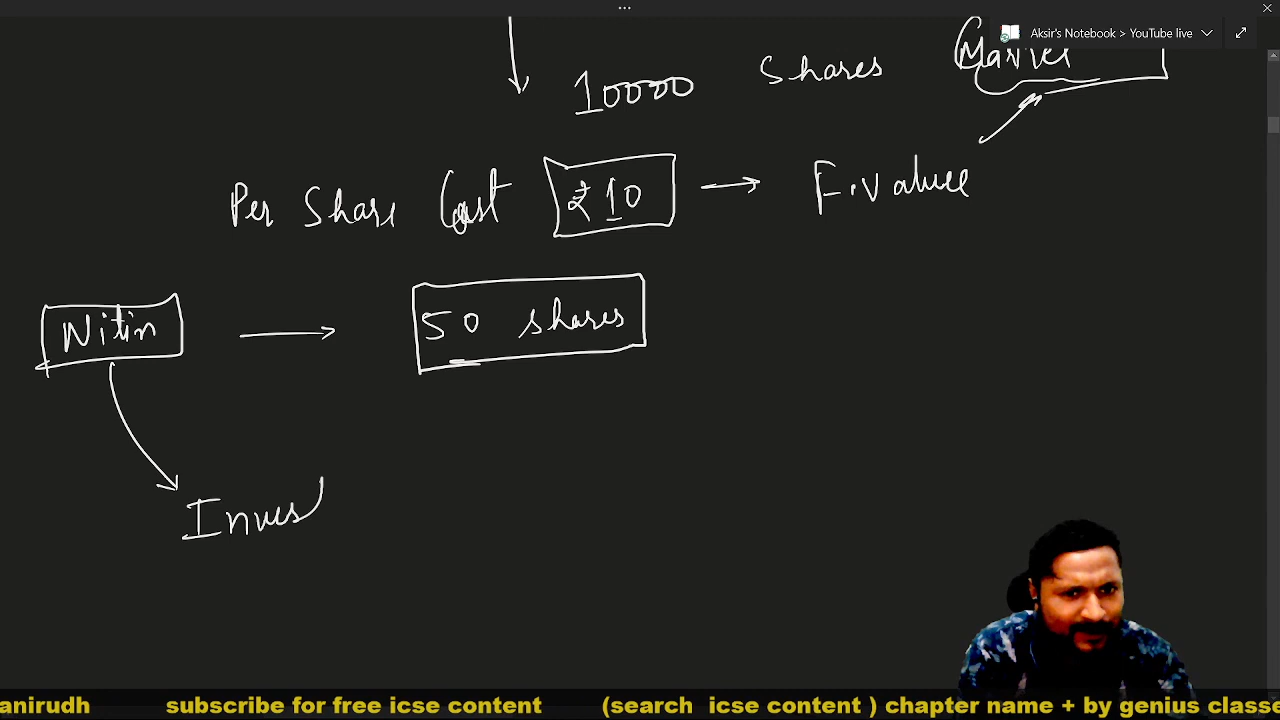 Aksir's Notebook > YouTube live
10000 shares Market
Per Share Cost ₹10 → F.Value
Nitin → 50 shares
Inves
anirudh subscribe for free icse content (search icse content ) chapter name + by genius classe